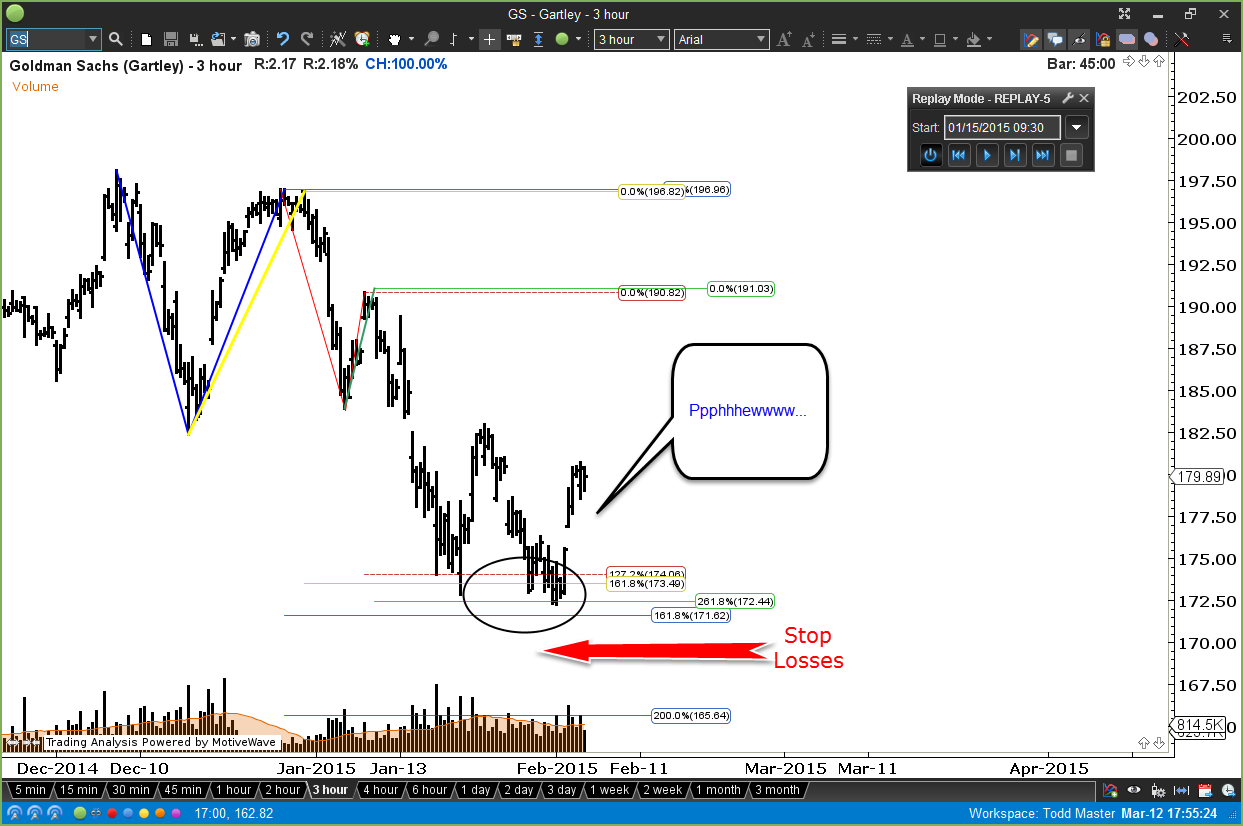 GS - Gartley - 3 hour
GS
3 hour
Arial
Goldman Sachs (Gartley) - 3 hour R:2.17 R:2.18% CH:100.00%
Bar: 45:00
Volume
Replay Mode - REPLAY-5
Start: 01/15/2015 09:30
202.50
200.00
197.50
195.00
192.50
190.00
187.50
185.00
182.50
179.89
177.50
175.00
172.50
170.00
167.50
814.5K
0.0%(196.82)
%(196.96)
0.0%(190.82)
0.0%(191.03)
Ppphhhewwww...
127.2%(174.06)
161.8%(173.49)
261.8%(172.44)
161.8%(171.62)
Stop
Losses
200.0%(165.64)
Trading Analysis Powered by MotiveWave
Dec-2014 Dec-10 Jan-2015 Jan-13 Feb-2015 Feb-11 Mar-2015 Mar-11 Apr-2015
5 min 15 min 30 min 45 min 1 hour 2 hour 3 hour 4 hour 6 hour 1 day 2 day 3 day 1 week 2 week 1 month 3 month
17:00, 162.82
Workspace: Todd Master Mar-12 17:55:24